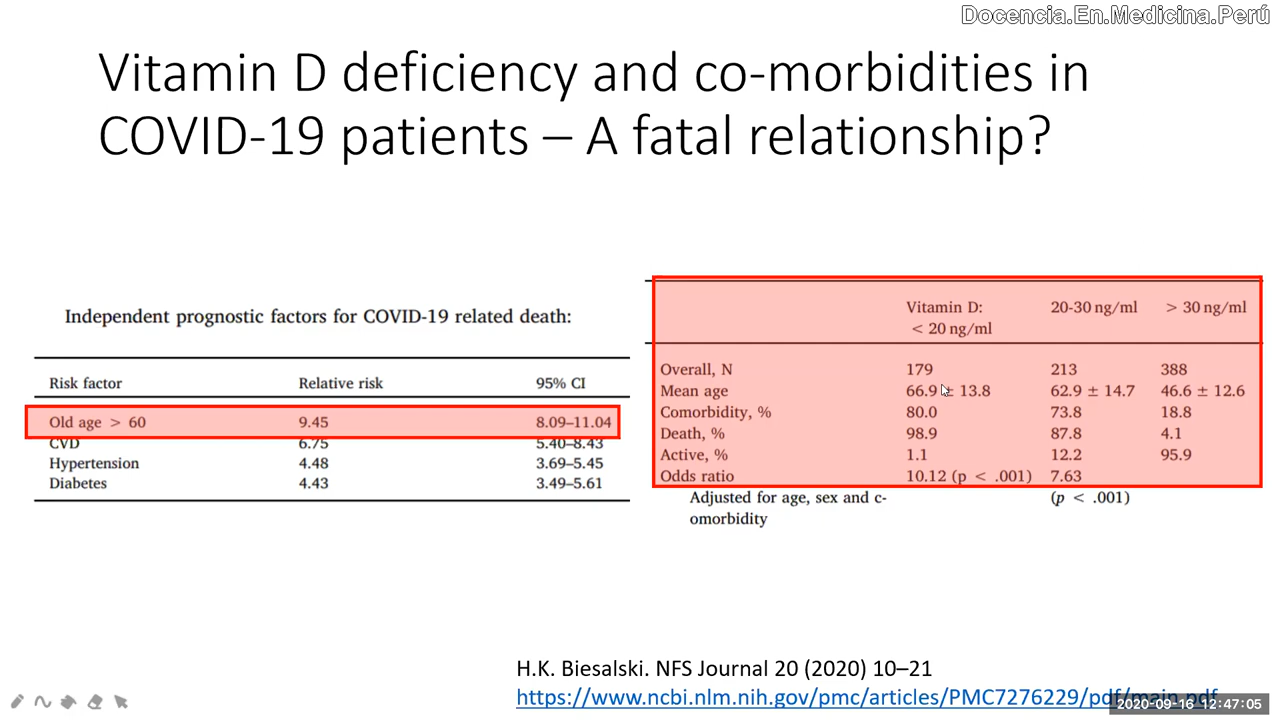 Docencia.En.Medicina.Perú
Vitamin D deficiency and co-morbidities in
COVID-19 patients – A fatal relationship?
Independent prognostic factors for COVID-19 related death:
Risk factor Relative risk 95% CI
Old age > 60 9.45 8.09–11.04
CVD 6.75 5.40–8.43
Hypertension 4.48 3.69–5.45
Diabetes 4.43 3.49–5.61
Vitamin D: 20-30 ng/ml > 30 ng/ml
< 20 ng/ml
Overall, N 179 213 388
Mean age 66.9 ± 13.8 62.9 ± 14.7 46.6 ± 12.6
Comorbidity, % 80.0 73.8 18.8
Death, % 98.9 87.8 4.1
Active, % 1.1 12.2 95.9
Odds ratio 10.12 (p < .001) 7.63
Adjusted for age, sex and c- (p < .001)
omorbidity
H.K. Biesalski. NFS Journal 20 (2020) 10–21
https://www.ncbi.nlm.nih.gov/pmc/articles/PMC7276229/pdf/main.pdf
2020-09-16 12:47:05